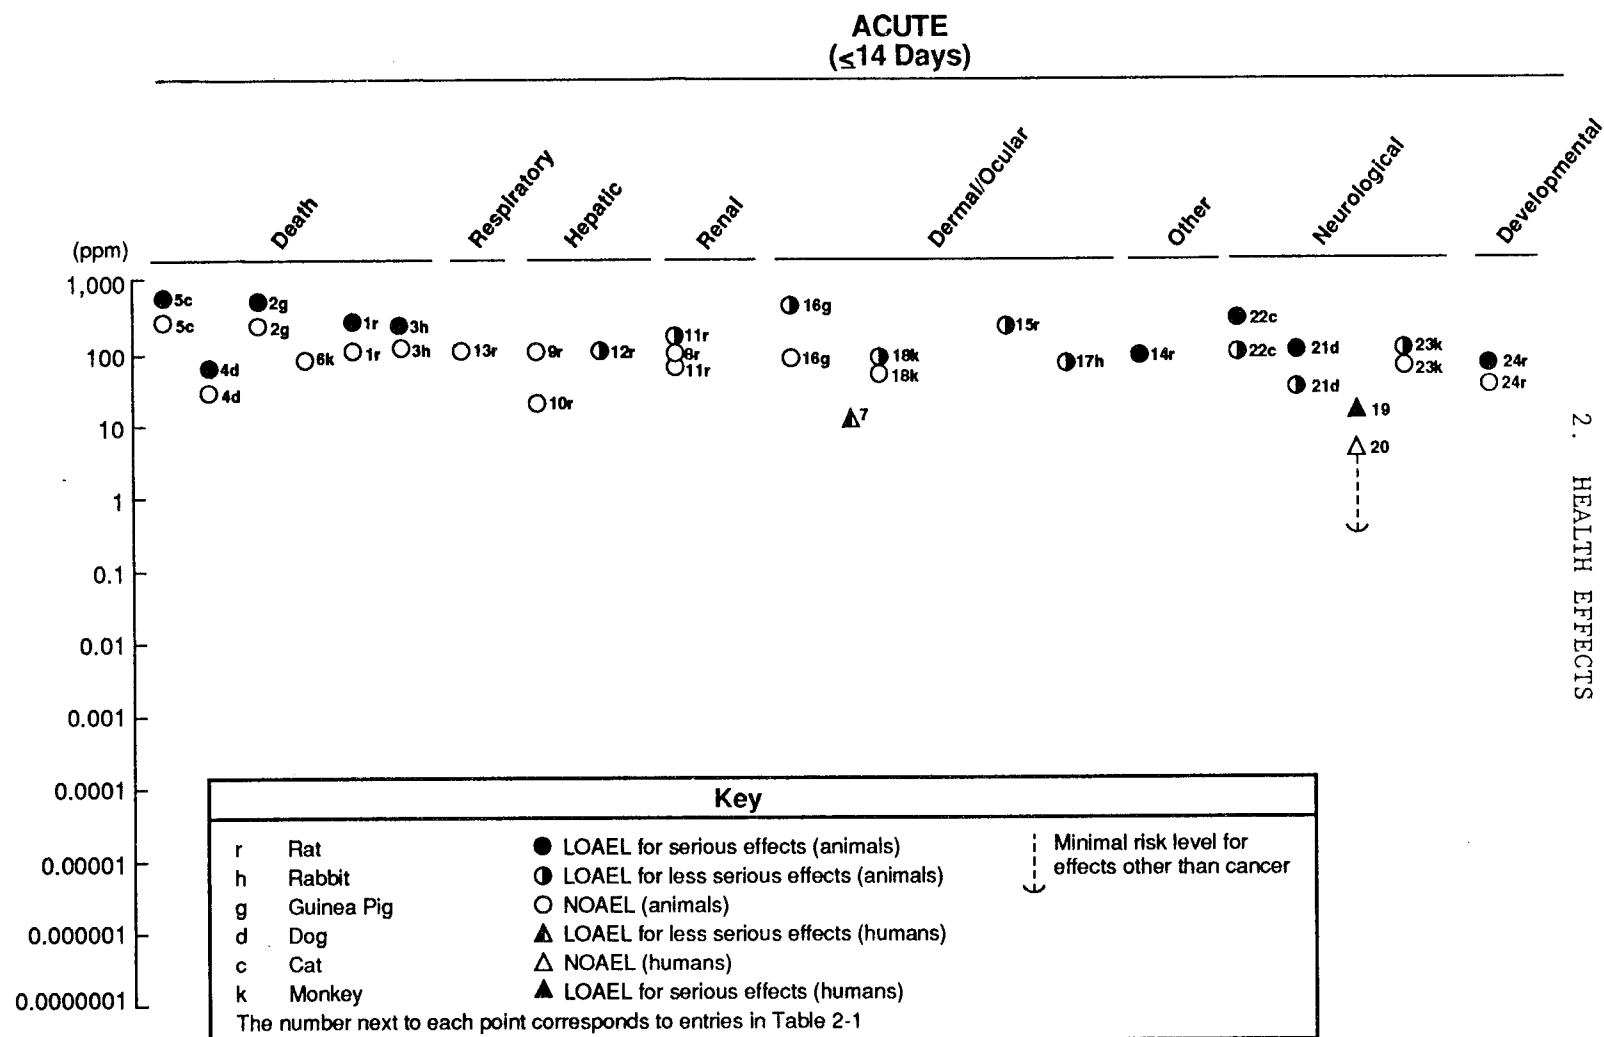 ACUTE
(≤14 Days)
Death
Respiratory
Hepatic
Renal
Dermal/Ocular
Other
Neurological
Developmental
(ppm)
1,000
100
10
1
0.1
0.01
0.001
0.0001
0.00001
0.000001
0.0000001
5c
5c
4d
4d
2g
2g
6k
1r
1r
3h
3h
13r
9r
10r
12r
11r
8r
11r
16g
16g
7
18k
18k
15r
17h
14r
22c
22c
21d
21d
19
20
23k
23k
24r
24r
2. HEALTH EFFECTS
Key
r Rat
h Rabbit
g Guinea Pig
d Dog
c Cat
k Monkey
LOAEL for serious effects (animals)
LOAEL for less serious effects (animals)
NOAEL (animals)
LOAEL for less serious effects (humans)
NOAEL (humans)
LOAEL for serious effects (humans)
Minimal risk level for
effects other than cancer
The number next to each point corresponds to entries in Table 2-1